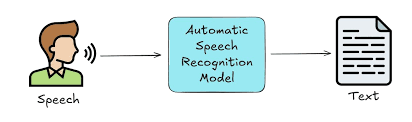 Automatic
Speech
Recognition
Model
Speech
Text